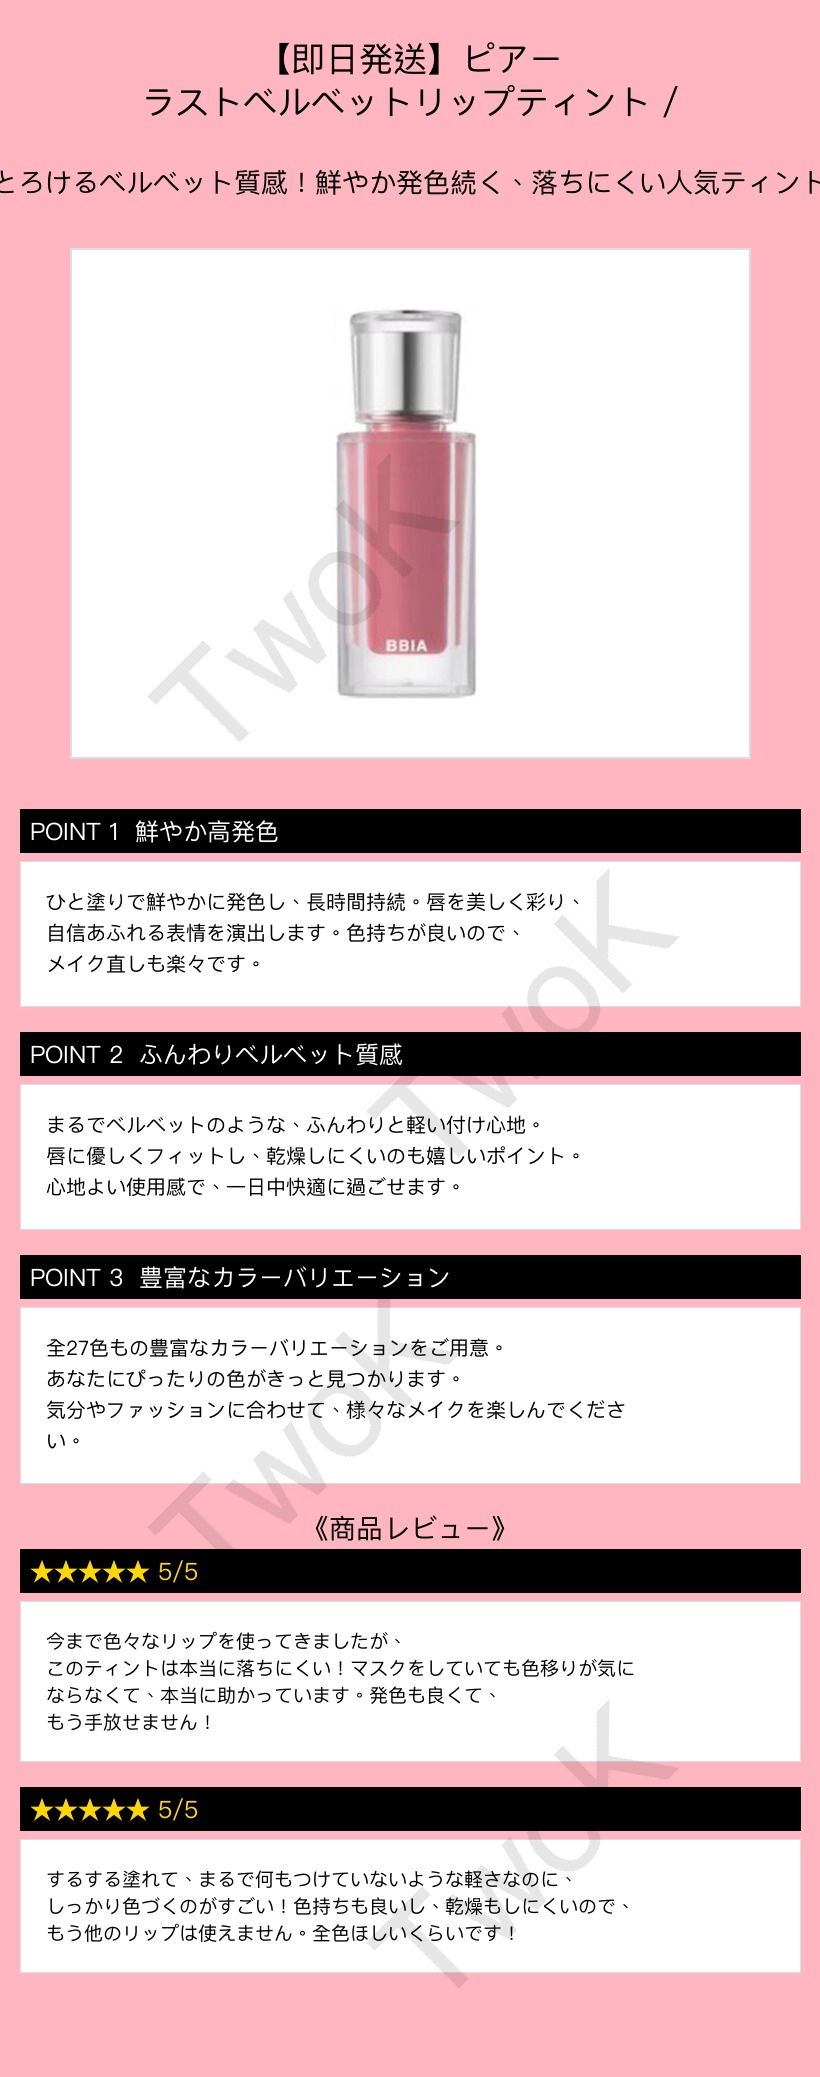 【即日発送】ピアー
ラストベルベットリップティント /
とろけるベルベット質感！鮮やか発色続く、落ちにくい人気ティント
BBIA
TwoK
POINT 1 鮮やか高発色
ひと塗りで鮮やかに発色し、長時間持続。唇を美しく彩り、
自信あふれる表情を演出します。色持ちが良いので、
メイク直しも楽々です。
TwoK
POINT 2 ふんわりベルベット質感
まるでベルベットのような、ふんわりと軽い付け心地。
唇に優しくフィットし、乾燥しにくいのも嬉しいポイント。
心地よい使用感で、一日中快適に過ごせます。
POINT 3 豊富なカラーバリエーション
全27色もの豊富なカラーバリエーションをご用意。
あなたにぴったりの色がきっと見つかります。
気分やファッションに合わせて、様々なメイクを楽しんでくださ
い。
TwoK
《商品レビュー》
★★★★★ 5/5
今まで色々なリップを使ってきましたが、
このティントは本当に落ちにくい！マスクをしていても色移りが気に
ならなくて、本当に助かっています。発色も良くて、
もう手放せません！
★★★★★ 5/5
するする塗れて、まるで何もつけていないような軽さなのに、
しっかり色づくのがすごい！色持ちも良いし、乾燥もしにくいので、
もう他のリップは使えません。全色ほしいくらいです！
TwoK